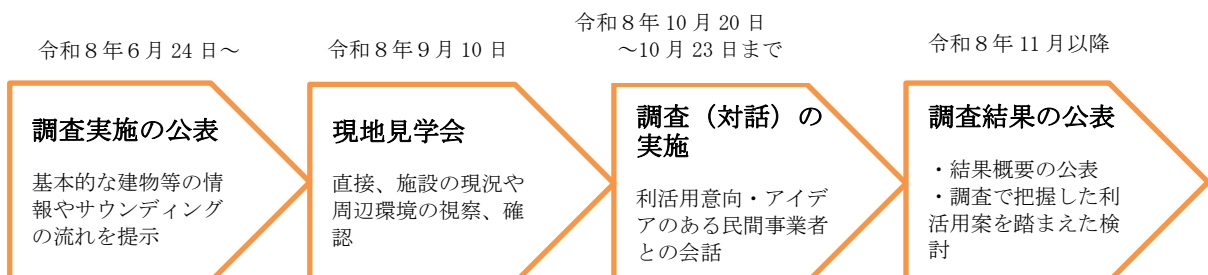 令和８年６月 24 日～
調査実施の公表
基本的な建物等の情
報やサウンディング
の流れを提示
令和８年９月 10 日
現地見学会
直接、施設の現況や
周辺環境の視察、確
認
令和８年 10 月 20 日
～10 月 23 日まで
調査（対話）の
実施
利活用意向・アイデ
アのある民間事業者
との会話
令和８年 11 月以降
調査結果の公表
・結果概要の公表
・調査で把握した利
活用案を踏まえた検
討